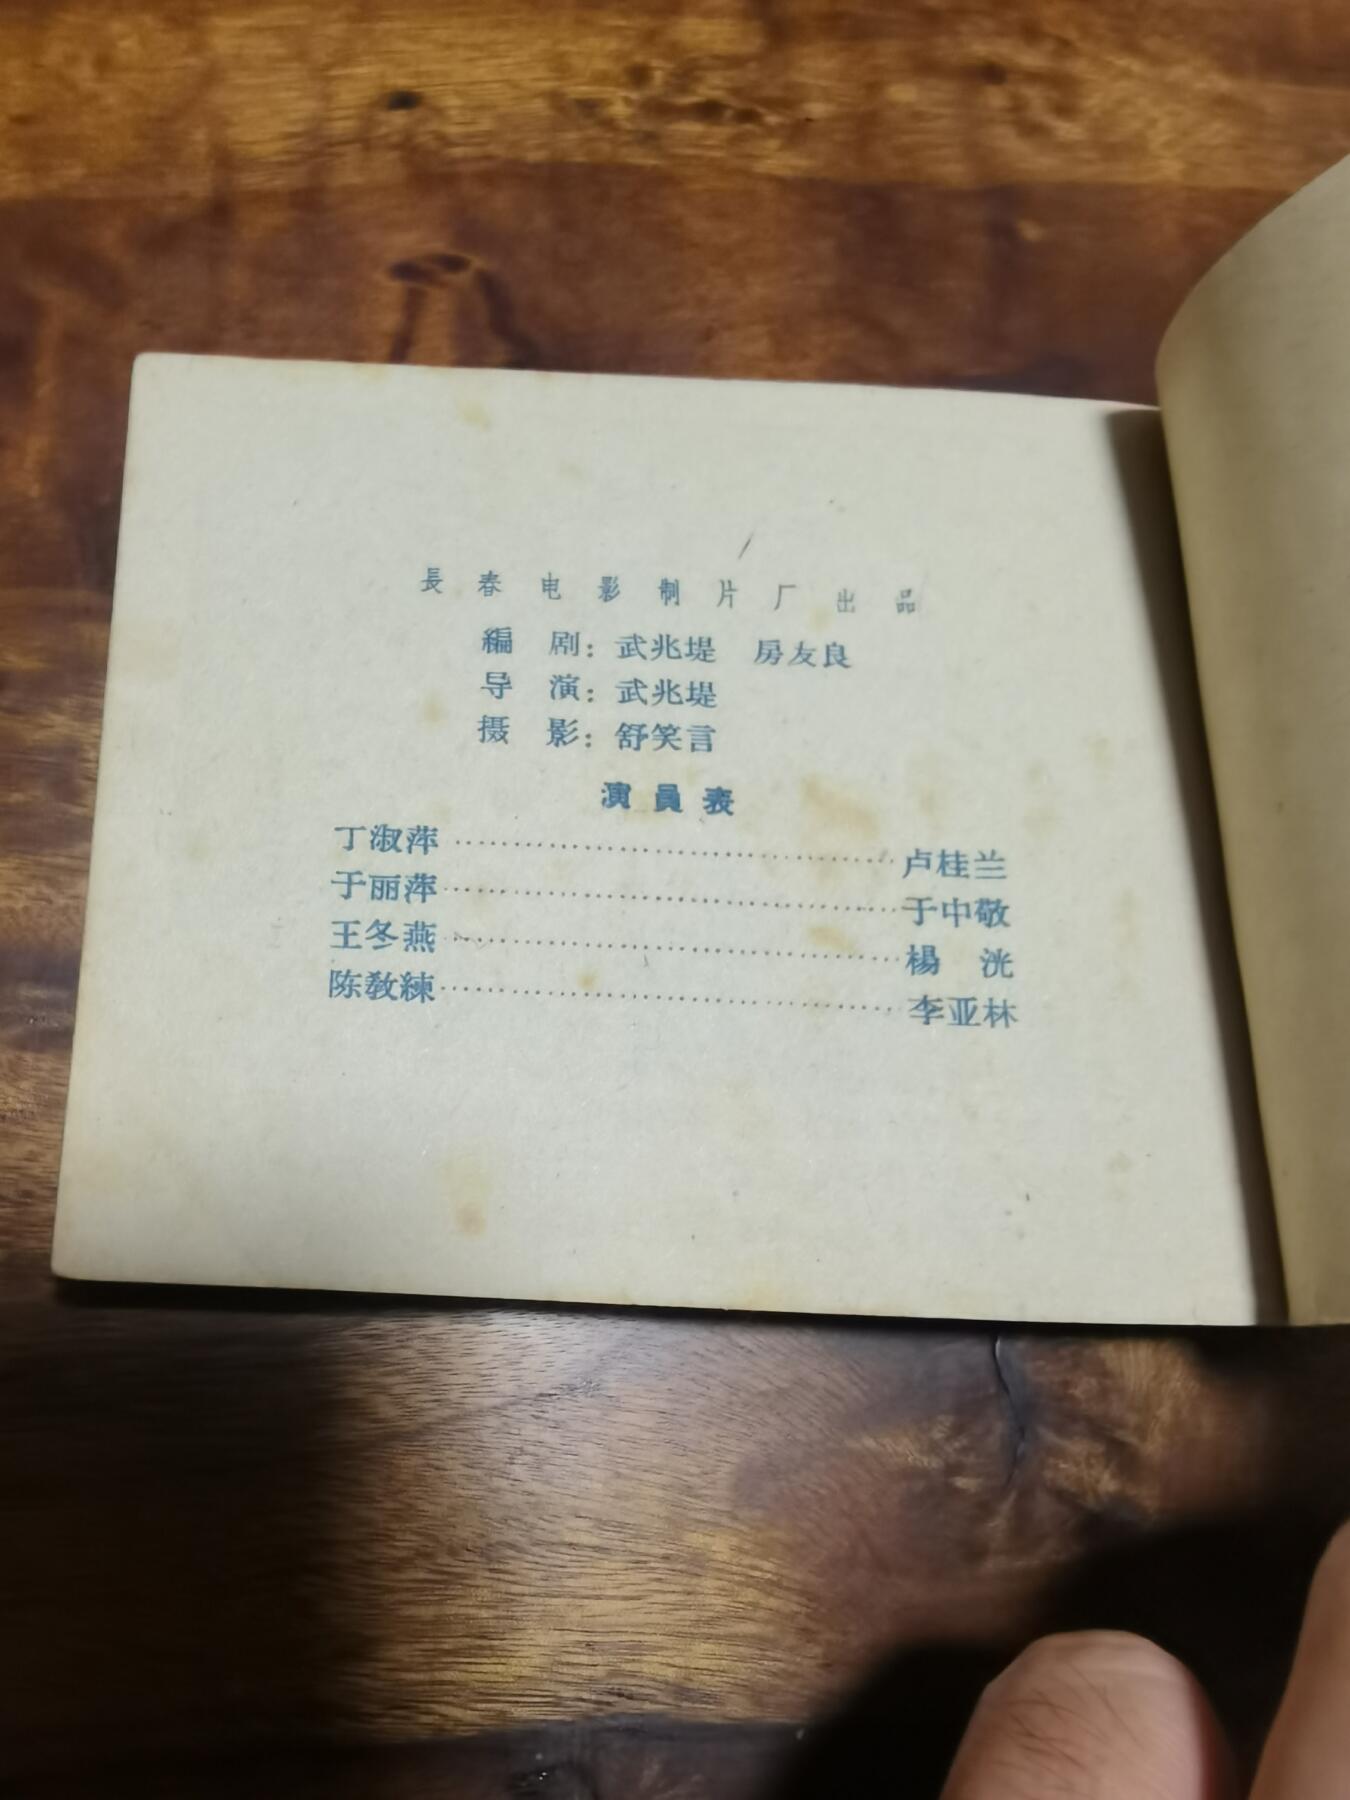 長春电影制片厂出品
編　剧：武兆堤　房友良
导　演：武兆堤
摄　影：舒笑言
演員表
丁淑萍……………………………卢桂兰
于丽萍……………………………于中敬
王冬燕……………………………楊　洸
陈敎練……………………………李亚林